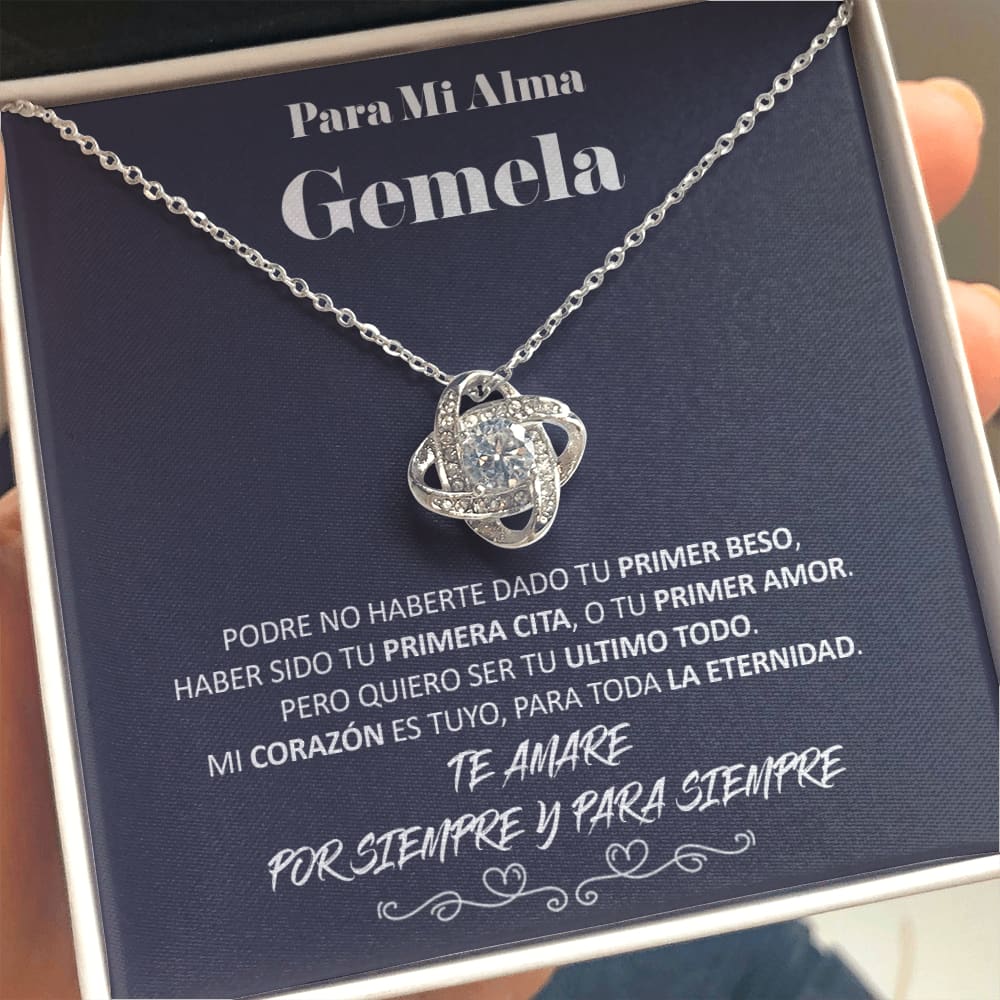 Para Mi Alma
Gemela
PODRE NO HABERTE DADO TU PRIMER BESO,
HABER SIDO TU PRIMERA CITA, O TU PRIMER AMOR.
PERO QUIERO SER TU ULTIMO TODO.
MI CORAZÓN ES TUYO, PARA TODA LA ETERNIDAD.
TE AMARE
POR SIEMPRE Y PARA SIEMPRE